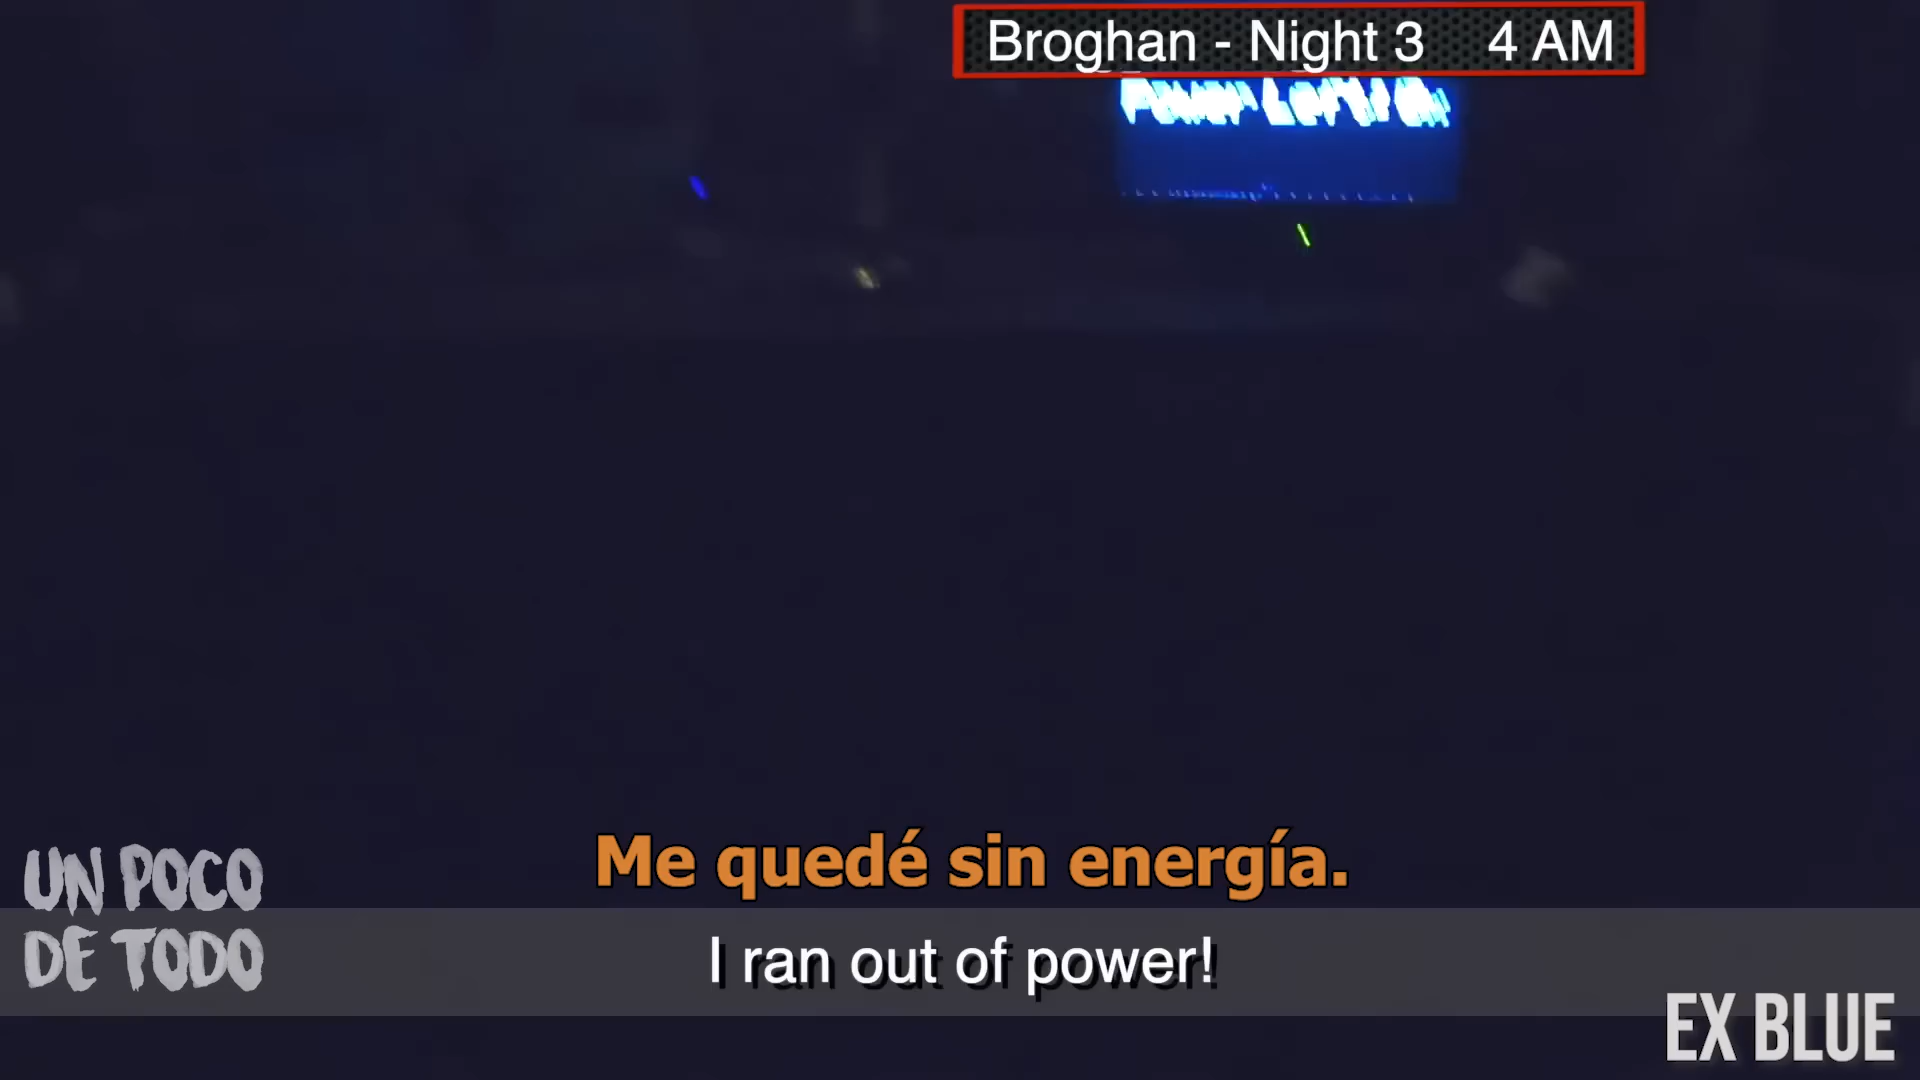 Broghan - Night 3 4 AM
Me quedé sin energía.
I ran out of power!
UN POCO
DE TODO
EX BLUE